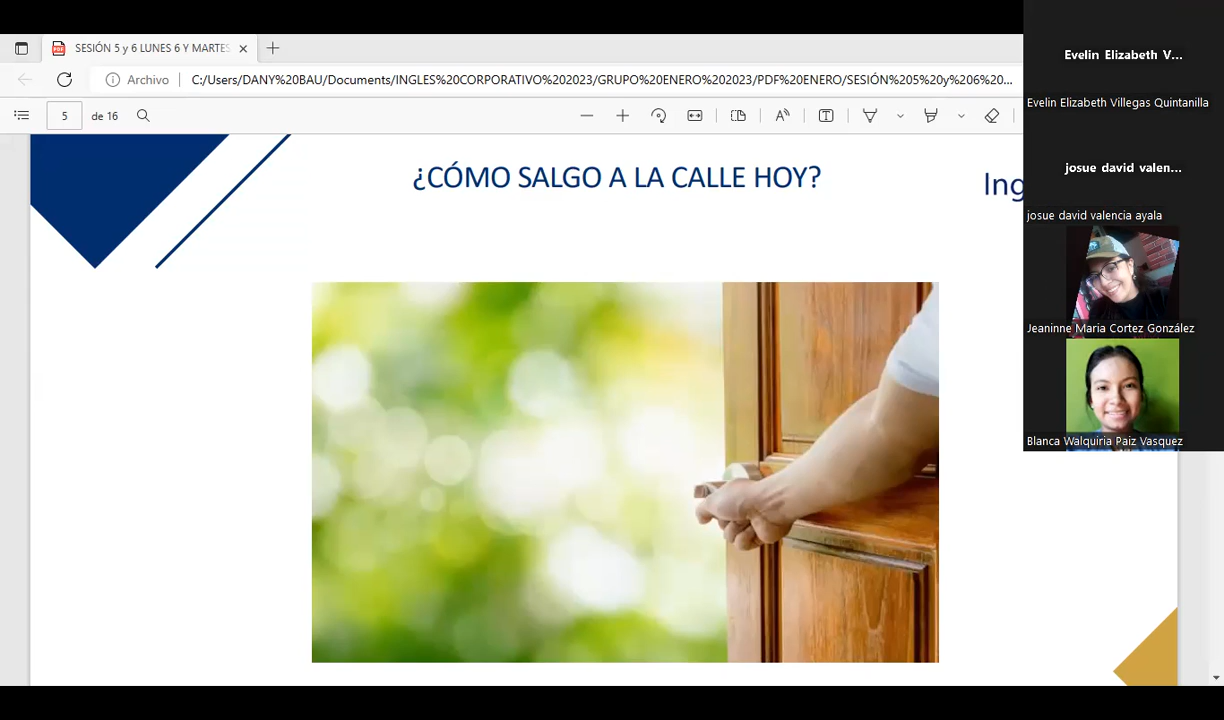 SESIÓN 5 y 6 LUNES 6 Y MARTES
Archivo
C:/Users/DANY%20BAU/Documents/INGLES%20CORPORATIVO%202023/GRUPO%20ENERO%202023/PDF%20ENERO/SESIÓN%205%20y%206%20...
5
de 16
¿CÓMO SALGO A LA CALLE HOY?
Ing
Evelin Elizabeth V...
Evelin Elizabeth Villegas Quintanilla
josue david valen...
josue david valencia ayala
Jeaninne Maria Cortez González
Blanca Walquiria Paiz Vasquez